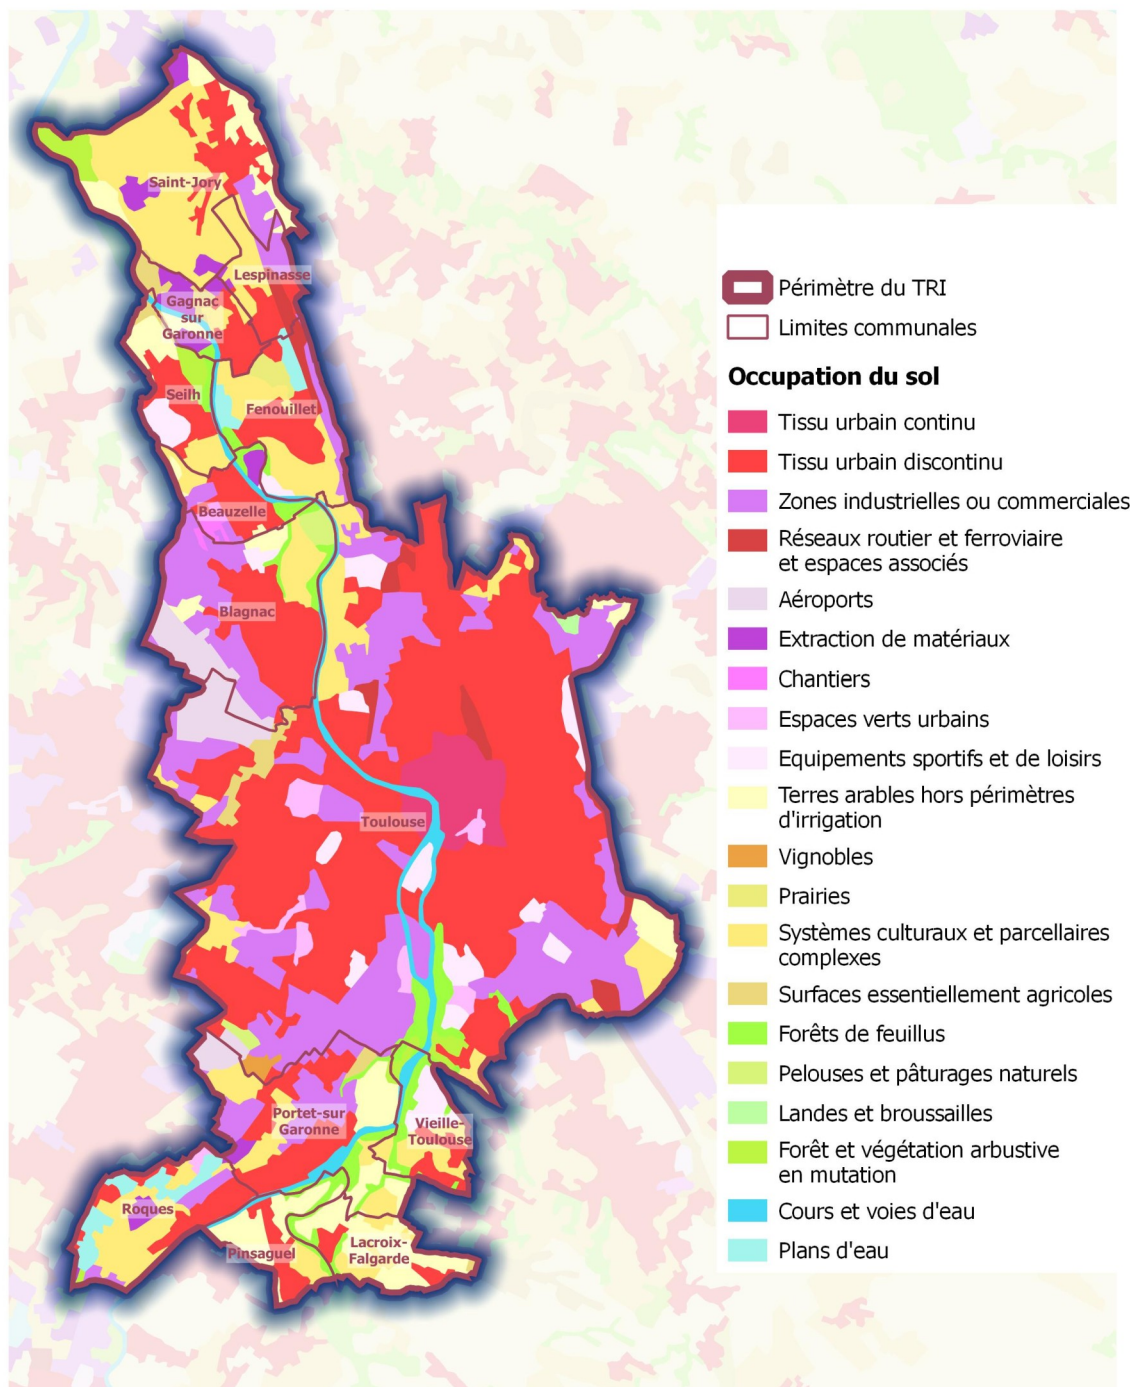 Saint-Jory
Lespinasse
Gagnac
sur
Garonne
Seilh
Fenouillet
Beauzelle
Blagnac
Toulouse
Portet-sur
Garonne
Vieille-
Toulouse
Roques
Pinsaguel
Lacroix-
Falgarde
Périmètre du TRI
Limites communales
Occupation du sol
Tissu urbain continu
Tissu urbain discontinu
Zones industrielles ou commerciales
Réseaux routier et ferroviaire
et espaces associés
Aéroports
Extraction de matériaux
Chantiers
Espaces verts urbains
Equipements sportifs et de loisirs
Terres arables hors périmètres
d'irrigation
Vignobles
Prairies
Systèmes culturaux et parcellaires
complexes
Surfaces essentiellement agricoles
Forêts de feuillus
Pelouses et pâturages naturels
Landes et broussailles
Forêt et végétation arbustive
en mutation
Cours et voies d'eau
Plans d'eau